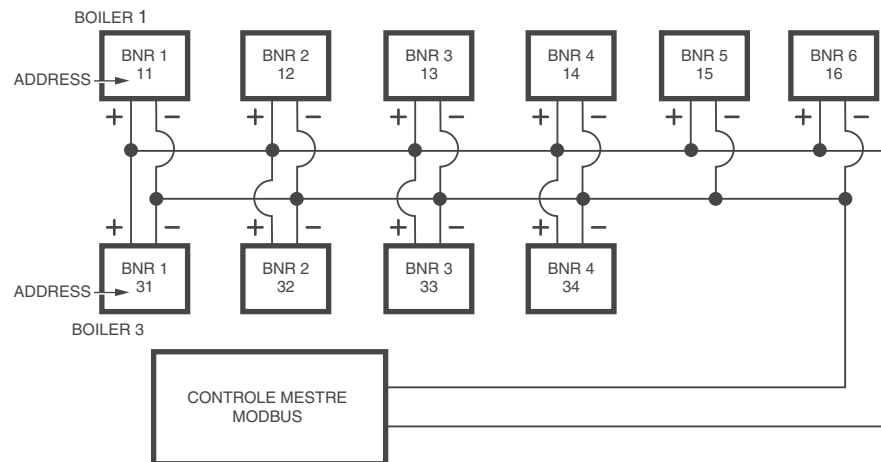 BOILER 1
BNR 1
11
BNR 2
12
BNR 3
13
BNR 4
14
BNR 5
15
BNR 6
16
ADDRESS
+ − + − + − + − + − + −
+ − + − + − + −
BNR 1
31
BNR 2
32
BNR 3
33
BNR 4
34
ADDRESS
BOILER 3
CONTROLE MESTRE
MODBUS